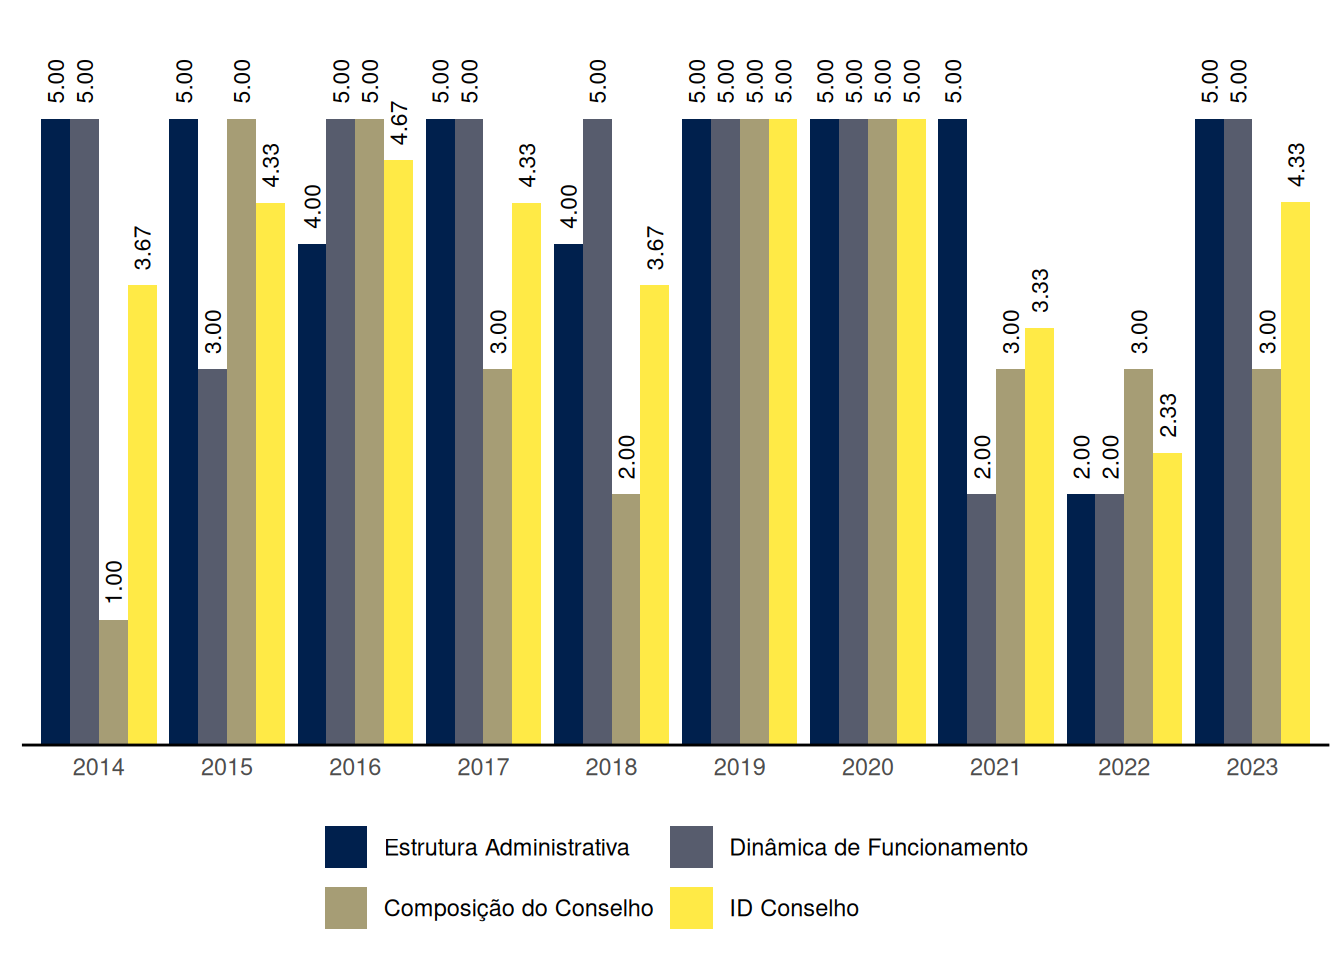 5.00 5.00 1.00 3.67
5.00 3.00 5.00 4.33
4.00 5.00 5.00 4.67
5.00 5.00 3.00 4.33
4.00 5.00 2.00 3.67
5.00 5.00 5.00 5.00
5.00 5.00 5.00 5.00
5.00 2.00 3.00 3.33
2.00 2.00 3.00 2.33
5.00 5.00 3.00 4.33
2014 2015 2016 2017 2018 2019 2020 2021 2022 2023
Estrutura Administrativa Dinâmica de Funcionamento
Composição do Conselho ID Conselho